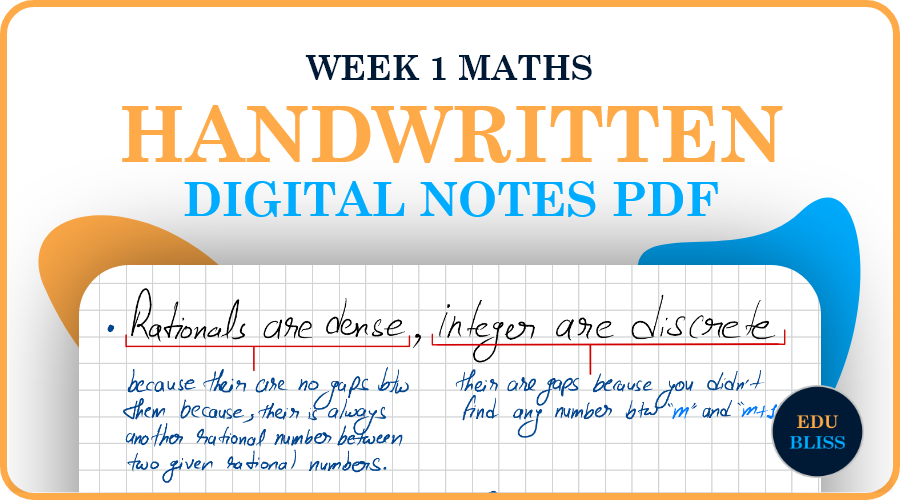 WEEK 1 MATHS
HANDWRITTEN
DIGITAL NOTES PDF
• Rationals are dense, integer are discrete
because their are no gaps btw
them because, their is always
another rational number between
two given rational numbers.
their are gaps because you didn't
find any number btw "m" and "m+1
EDU
BLISS